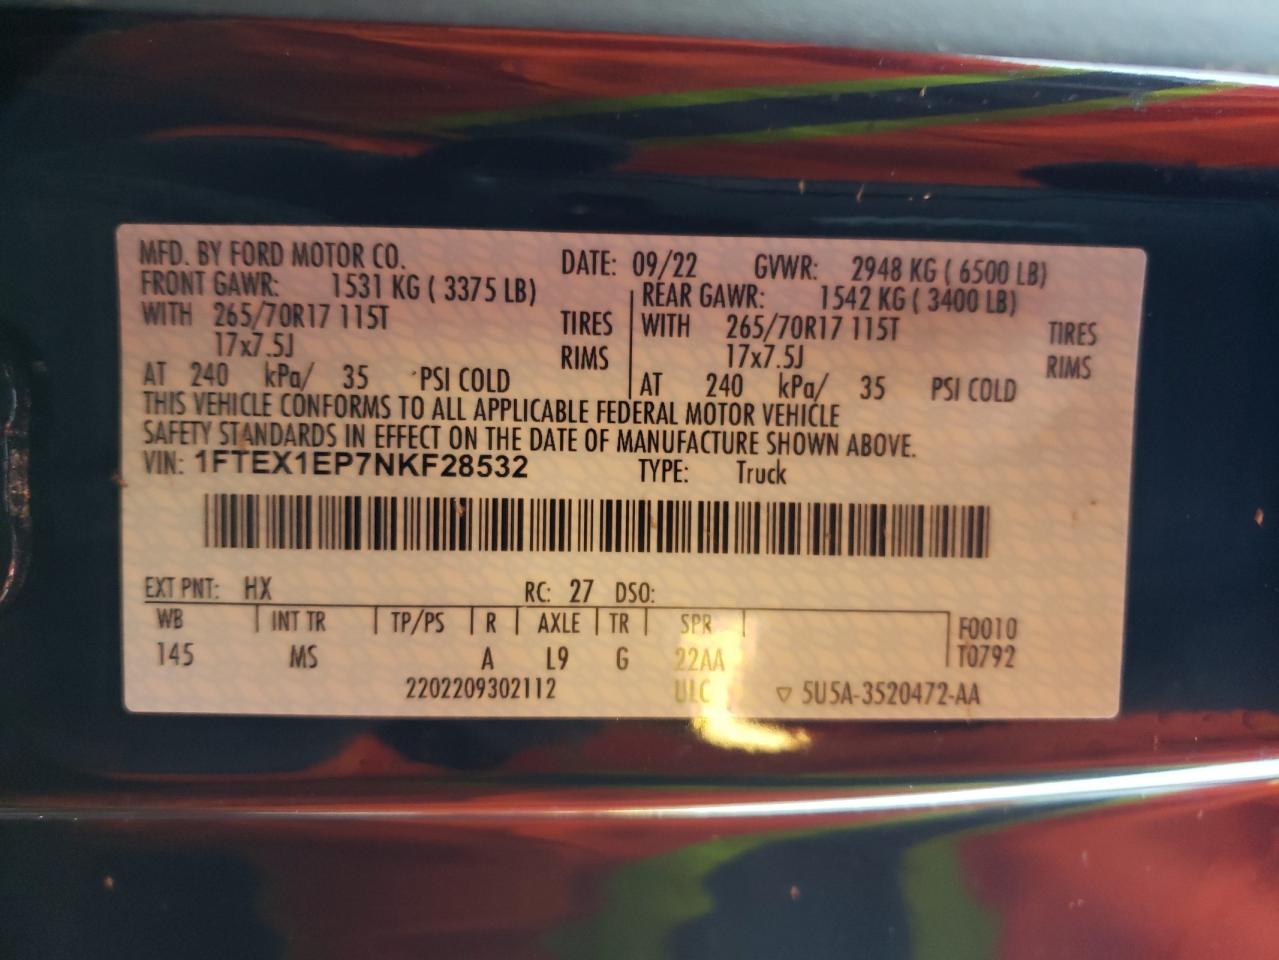 MFD. BY FORD MOTOR CO. DATE: 09/22 GVWR: 2948 KG ( 6500 LB)
FRONT GAWR: 1531 KG ( 3375 LB) REAR GAWR: 1542 KG ( 3400 LB)
WITH 265/70R17 115T TIRES WITH 265/70R17 115T TIRES
17x7.5J RIMS 17x7.5J RIMS
AT 240 kPa/ 35 PSI COLD AT 240 kPa/ 35 PSI COLD
THIS VEHICLE CONFORMS TO ALL APPLICABLE FEDERAL MOTOR VEHICLE
SAFETY STANDARDS IN EFFECT ON THE DATE OF MANUFACTURE SHOWN ABOVE.
VIN: 1FTEX1EP7NKF28532 TYPE: Truck
EXT PNT: HX RC: 27 DSO:
WB INT TR TP/PS R AXLE TR SPR F0010
145 MS A L9 G 22AA T0792
2202209302112 ULC ▽ 5U5A-3520472-AA